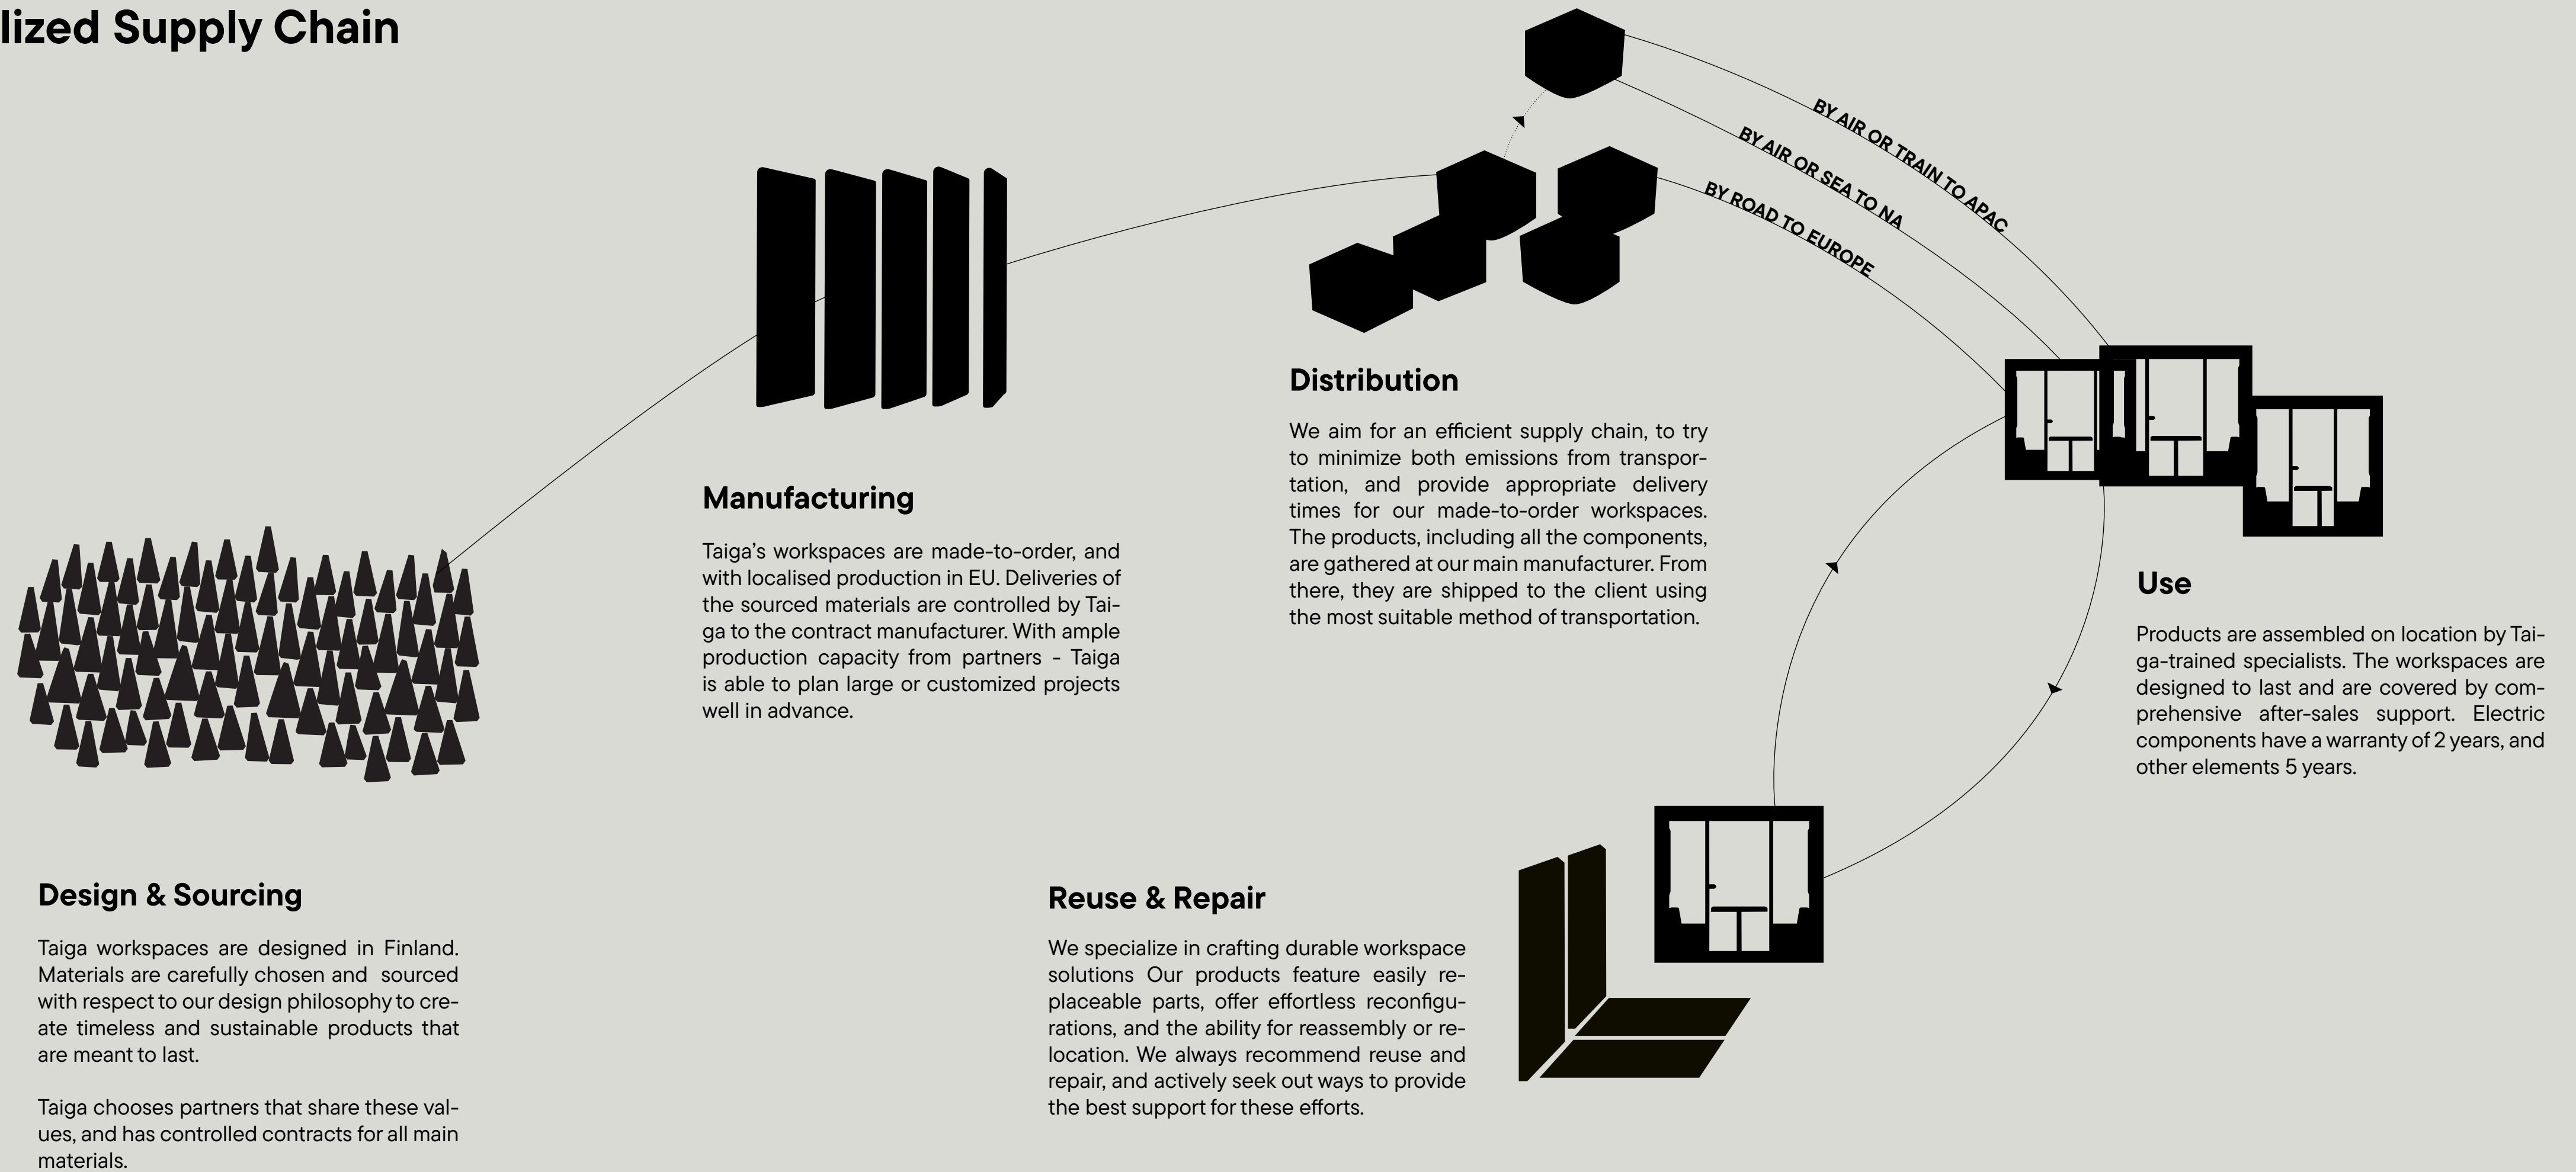 lized Supply Chain
BY AIR OR TRAIN TO APAC
BY AIR OR SEA TO NA
BY ROAD TO EUROPE
Manufacturing
Taiga’s workspaces are made-to-order, and
with localised production in EU. Deliveries of
the sourced materials are controlled by Tai-
ga to the contract manufacturer. With ample
production capacity from partners - Taiga
is able to plan large or customized projects
well in advance.
Distribution
We aim for an efficient supply chain, to try
to minimize both emissions from transpor-
tation, and provide appropriate delivery
times for our made-to-order workspaces.
The products, including all the components,
are gathered at our main manufacturer. From
there, they are shipped to the client using
the most suitable method of transportation.
Use
Products are assembled on location by Tai-
ga-trained specialists. The workspaces are
designed to last and are covered by com-
prehensive after-sales support. Electric
components have a warranty of 2 years, and
other elements 5 years.
Design & Sourcing
Taiga workspaces are designed in Finland.
Materials are carefully chosen and sourced
with respect to our design philosophy to cre-
ate timeless and sustainable products that
are meant to last.
Taiga chooses partners that share these val-
ues, and has controlled contracts for all main
materials.
Reuse & Repair
We specialize in crafting durable workspace
solutions Our products feature easily re-
placeable parts, offer effortless reconfigu-
rations, and the ability for reassembly or re-
location. We always recommend reuse and
repair, and actively seek out ways to provide
the best support for these efforts.